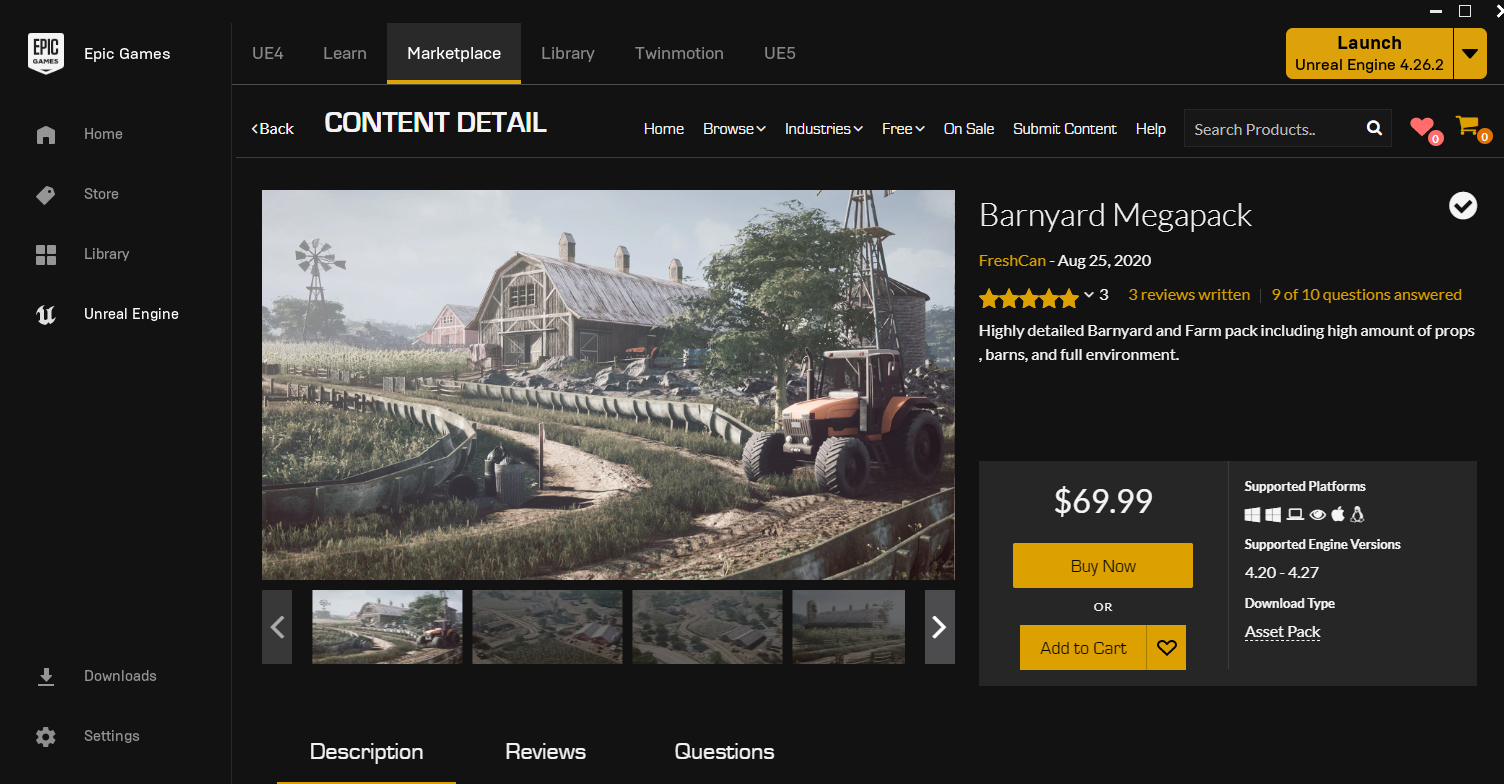 EPIC
GAMES
Epic Games
Home
Store
Library
Unreal Engine
Downloads
Settings
UE4
Learn
Marketplace
Library
Twinmotion
UE5
Launch
Unreal Engine 4.26.2
Back
CONTENT DETAIL
Home
Browse
Industries
Free
On Sale
Submit Content
Help
Search Products..
0
0
Barnyard Megapack
FreshCan - Aug 25, 2020
3
3 reviews written
9 of 10 questions answered
Highly detailed Barnyard and Farm pack including high amount of props
, barns, and full environment.
$69.99
Buy Now
OR
Add to Cart
Supported Platforms
Supported Engine Versions
4.20 - 4.27
Download Type
Asset Pack
Description
Reviews
Questions